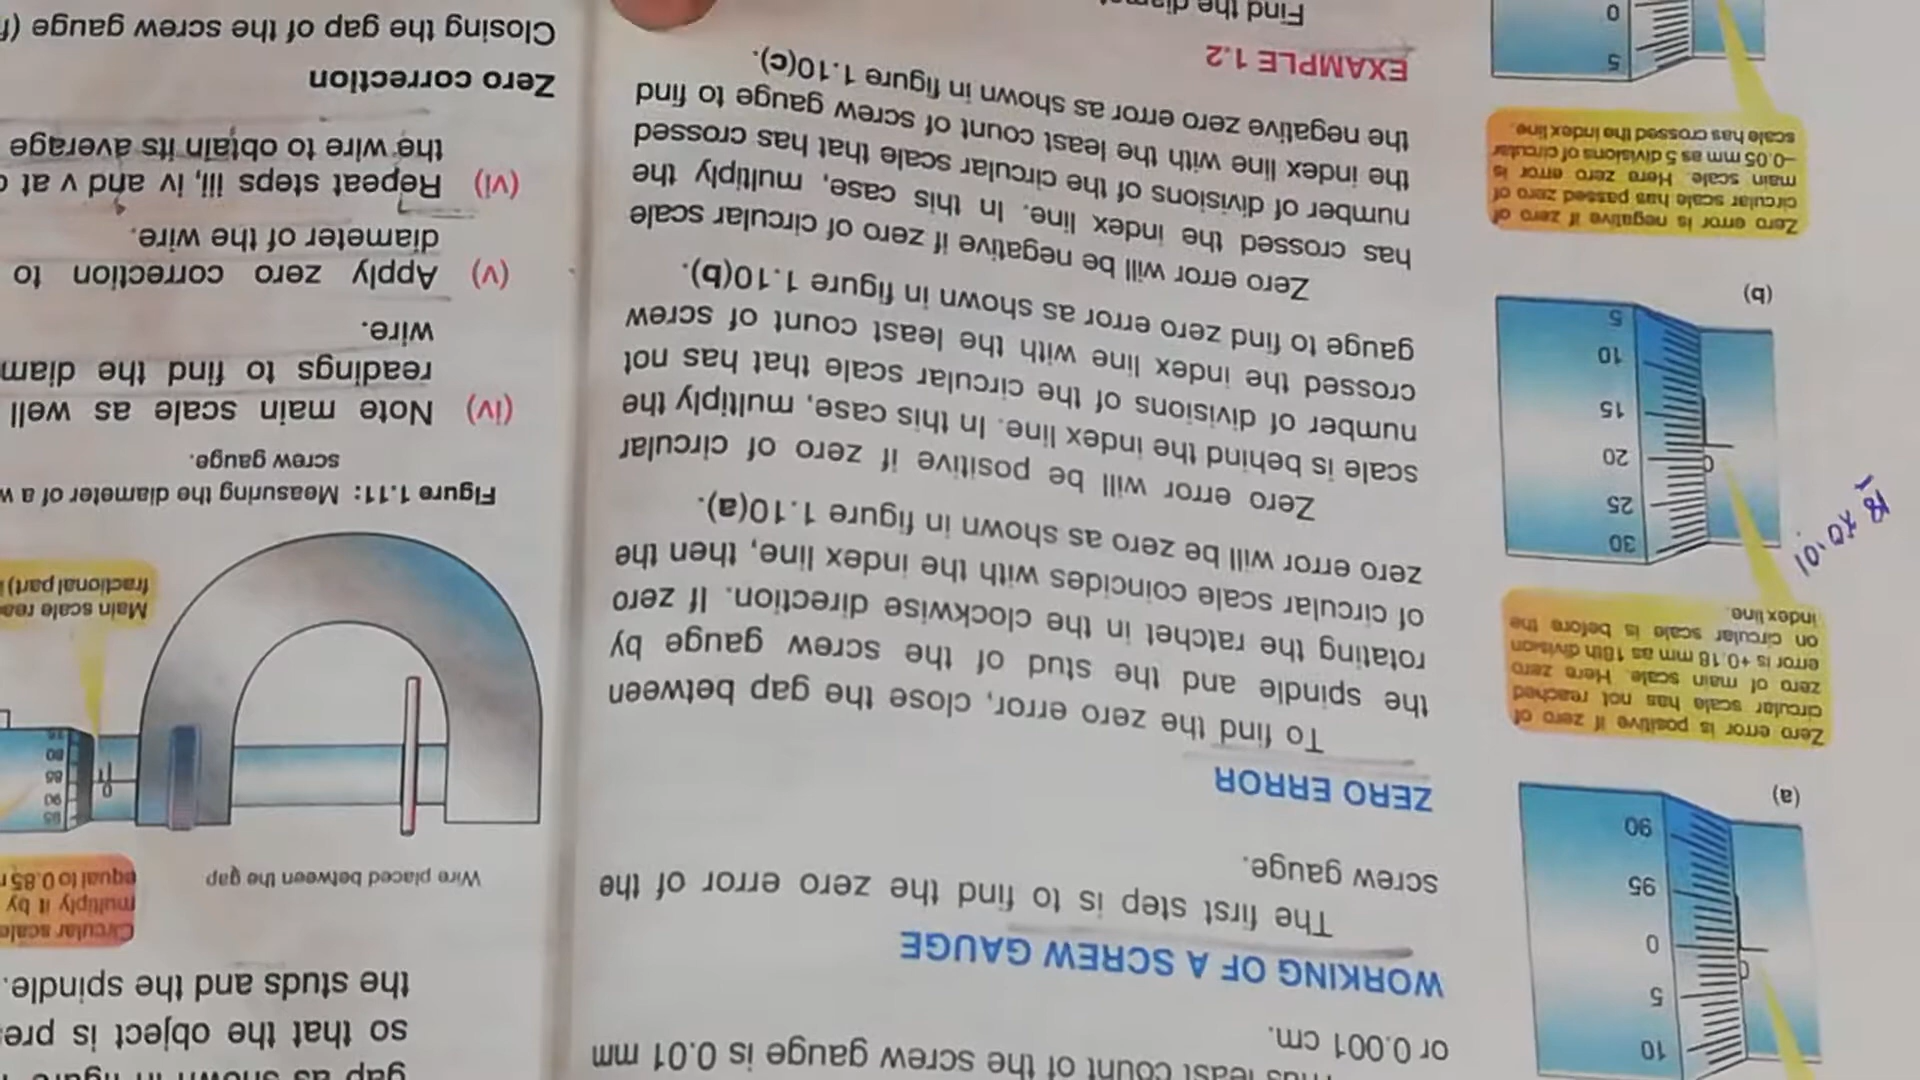 10
5
0
0
95
90
(a)
Zero error is positive if zero of
circular scale has not reached
zero of main scale. Here zero
error is +0.18 mm as 18th division
on circular scale is before the
index line.
18 x 0.01
30
25
20
0
15
10
5
(b)
Zero error is negative if zero of
circular scale has passed zero of
main scale. Here zero error is
–0.05 mm as 5 divisions of circular
scale has crossed the index line.
5
0
least count of the screw gauge is 0.01 mm
or 0.001 cm.
WORKING OF A SCREW GAUGE
The first step is to find the zero error of the
screw gauge.
ZERO ERROR
To find the zero error, close the gap between
the spindle and the stud of the screw gauge by
rotating the ratchet in the clockwise direction. If zero
of circular scale coincides with the index line, then the
zero error will be zero as shown in figure 1.10(a).
Zero error will be positive if zero of circular
scale is behind the index line. In this case, multiply the
number of divisions of the circular scale that has not
crossed the index line with the least count of screw
gauge to find zero error as shown in figure 1.10(b).
Zero error will be negative if zero of circular scale
has crossed the index line. In this case, multiply the
number of divisions of the circular scale that has crossed
the index line with the least count of screw gauge to find
the negative zero error as shown in figure 1.10(c).
EXAMPLE 1.2
Find the
gap as shown in
so that the object is
the studs and the spindle.
Circular scale
multiply it by
equal to 0.85
Wire placed between the gap
95
90
85
80
75
0
Main scale
fractional part)
Figure 1.11: Measuring the diameter of a
screw gauge.
(iv) Note main scale as well
readings to find the
wire.
(v) Apply zero correction to
diameter of the wire.
(vi) Repeat steps iii, iv and v at
the wire to obtain its average
Zero correction
Closing the gap of the screw gauge